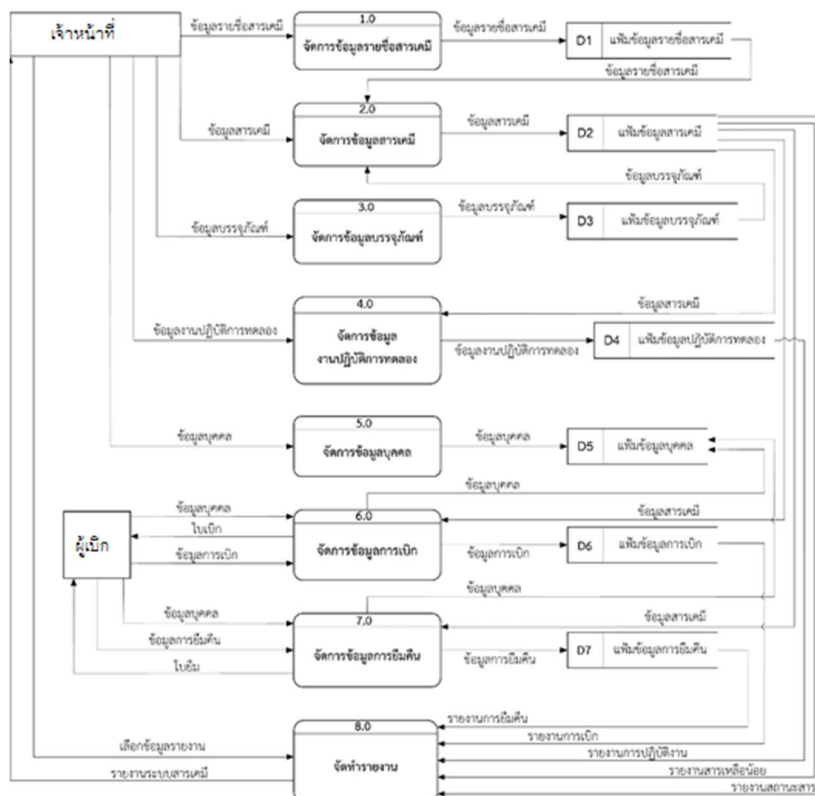 เจ้าหน้าที่
ข้อมูลรายชื่อสารเคมี
1.0
จัดการข้อมูลรายชื่อสารเคมี
ข้อมูลรายชื่อสารเคมี
D1
แฟ้มข้อมูลรายชื่อสารเคมี
ข้อมูลรายชื่อสารเคมี
ข้อมูลสารเคมี
2.0
จัดการข้อมูลสารเคมี
ข้อมูลสารเคมี
D2
แฟ้มข้อมูลสารเคมี
ข้อมูลบรรจุภัณฑ์
ข้อมูลบรรจุภัณฑ์
3.0
จัดการข้อมูลบรรจุภัณฑ์
ข้อมูลบรรจุภัณฑ์
D3
แฟ้มข้อมูลบรรจุภัณฑ์
ข้อมูลสารเคมี
ข้อมูลงานปฏิบัติการทดลอง
4.0
จัดการข้อมูล
งานปฏิบัติการทดลอง
ข้อมูลงานปฏิบัติการทดลอง
D4
แฟ้มข้อมูลปฏิบัติการทดลอง
ข้อมูลบุคคล
5.0
จัดการข้อมูลบุคคล
ข้อมูลบุคคล
D5
แฟ้มข้อมูลบุคคล
ข้อมูลบุคคล
ผู้เบิก
ข้อมูลบุคคล
ใบเบิก
ข้อมูลการเบิก
6.0
จัดการข้อมูลการเบิก
ข้อมูลสารเคมี
ข้อมูลการเบิก
D6
แฟ้มข้อมูลการเบิก
ข้อมูลบุคคล
ข้อมูลบุคคล
ข้อมูลการยืมคืน
ใบยืม
7.0
จัดการข้อมูลการยืมคืน
ข้อมูลสารเคมี
ข้อมูลการยืมคืน
D7
แฟ้มข้อมูลการยืมคืน
เลือกข้อมูลรายงาน
รายงานระบบสารเคมี
8.0
จัดทำรายงาน
รายงานการยืมคืน
รายงานการเบิก
รายงานการปฏิบัติงาน
รายงานสารเหลือน้อย
รายงานสถานะสาร